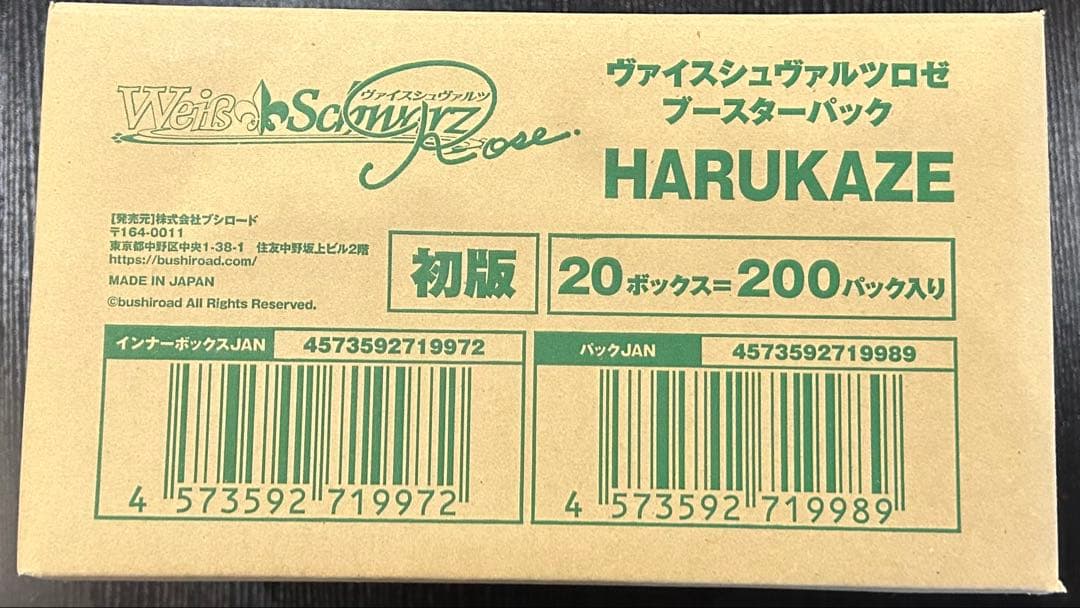 Weiß Schwarz
ヴァイスシュヴァルツ
Rose.
ヴァイスシュヴァルツロゼ
ブースターパック
HARUKAZE
[発売元]株式会社ブシロード
〒164-0011
東京都中野区中央1-38-1 住友中野坂上ビル2階
https://bushiroad.com/
MADE IN JAPAN
©bushiroad All Rights Reserved.
初版
20ボックス=200パック入り
インナーボックスJAN 4573592719972
4 573592 719972
パックJAN 4573592719989
4 573592 719989